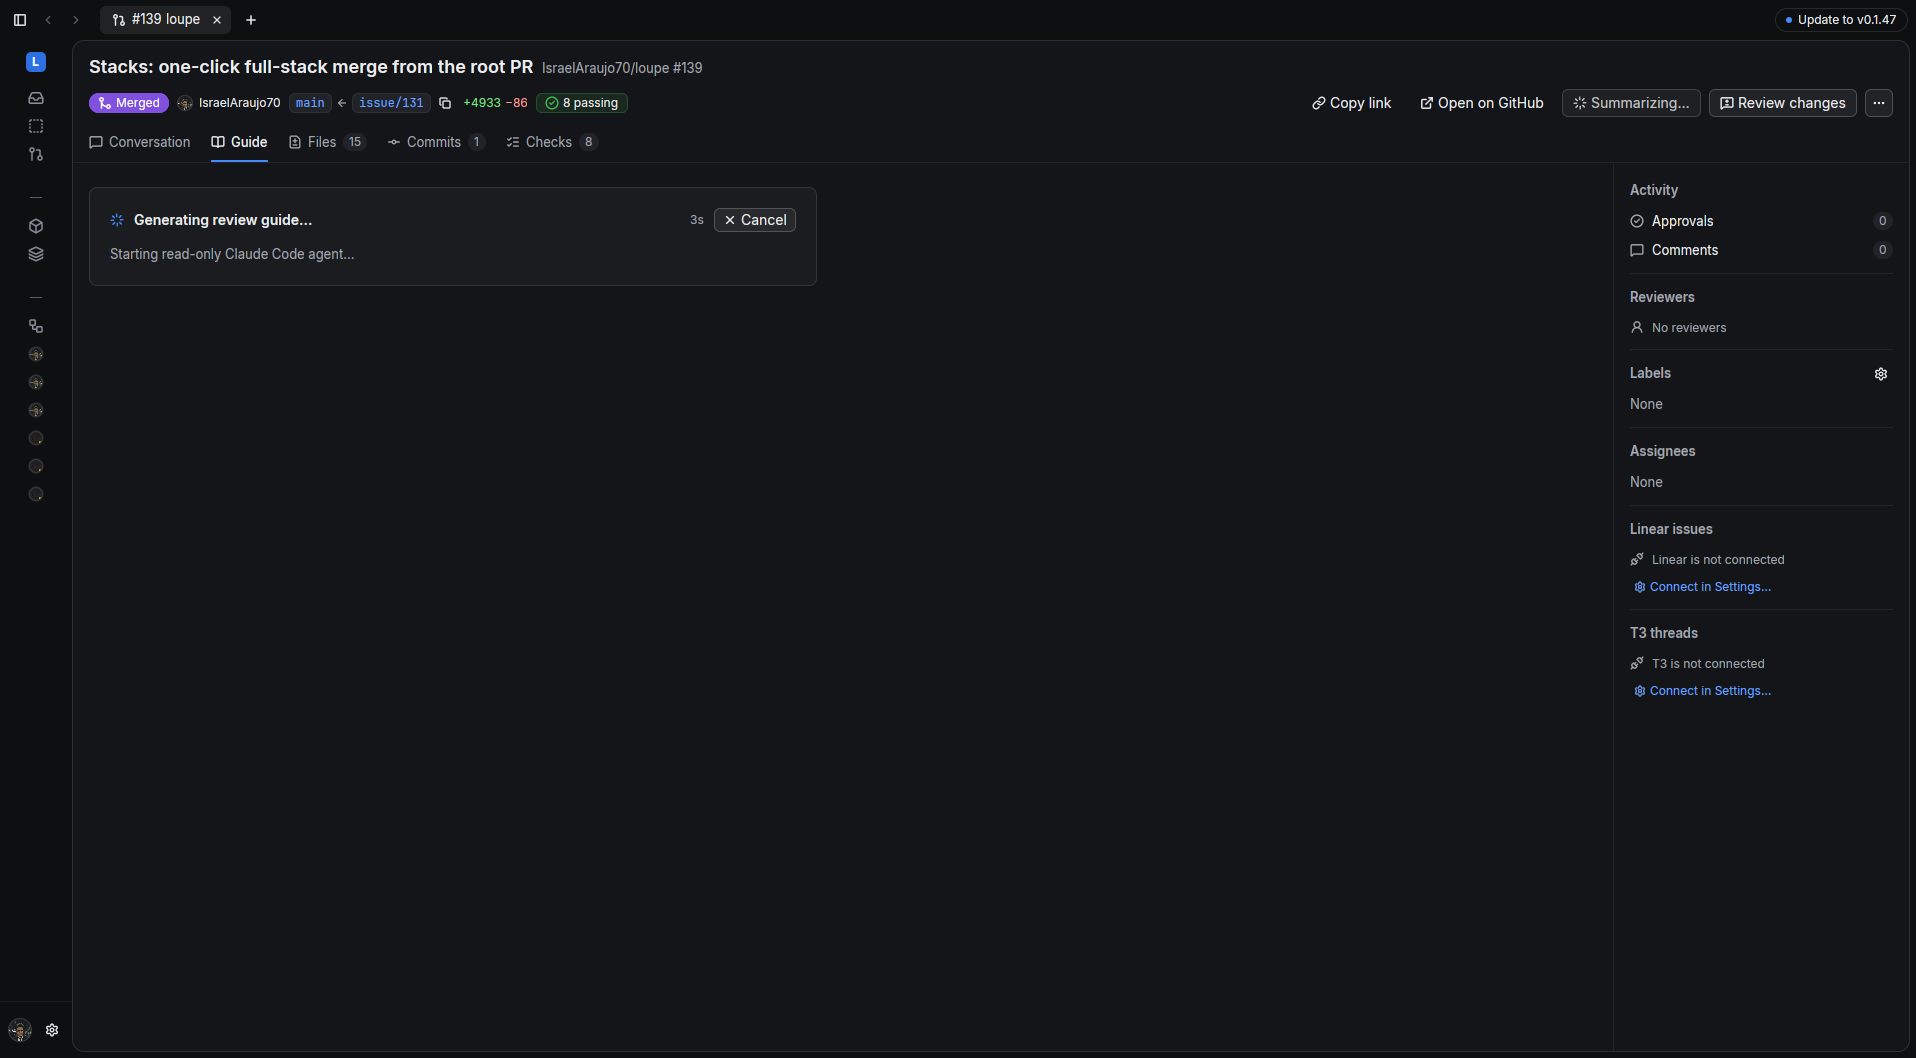 #139 loupe
Update to v0.1.47
L
Stacks: one-click full-stack merge from the root PR IsraelAraujo70/loupe #139
Merged IsraelAraujo70 main ← issue/131 +4933 −86 8 passing
Copy link Open on GitHub Summarizing... Review changes
Conversation Guide Files 15 Commits 1 Checks 8
Generating review guide... 3s Cancel
Starting read-only Claude Code agent...
Activity
Approvals 0
Comments 0
Reviewers
No reviewers
Labels
None
Assignees
None
Linear issues
Linear is not connected
Connect in Settings...
T3 threads
T3 is not connected
Connect in Settings...